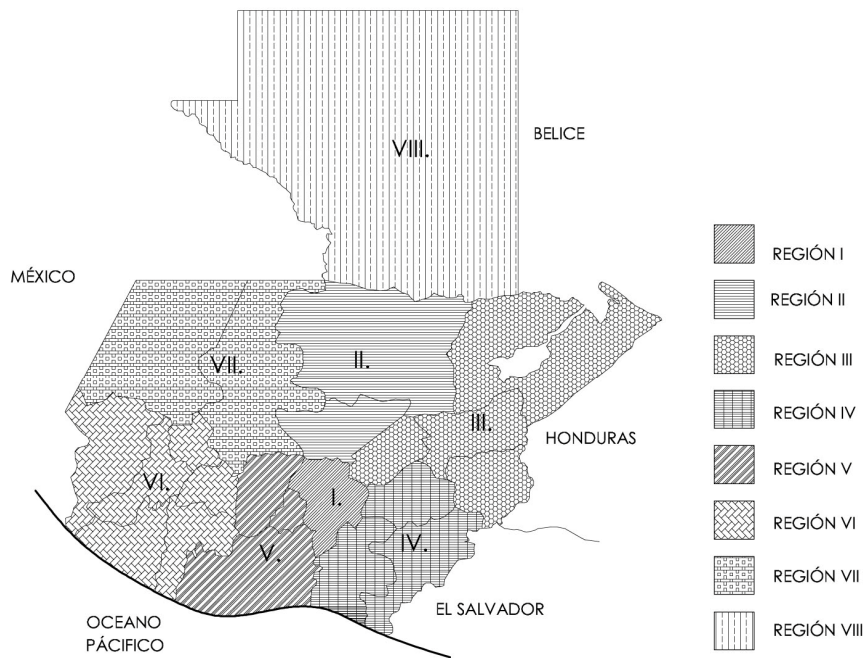 BELICE
VIII.
MÉXICO
VII.
II.
III.
HONDURAS
VI.
I.
V.
IV.
EL SALVADOR
OCEANO
PÁCIFICO
REGIÓN I
REGIÓN II
REGIÓN III
REGIÓN IV
REGIÓN V
REGIÓN VI
REGIÓN VII
REGIÓN VIII